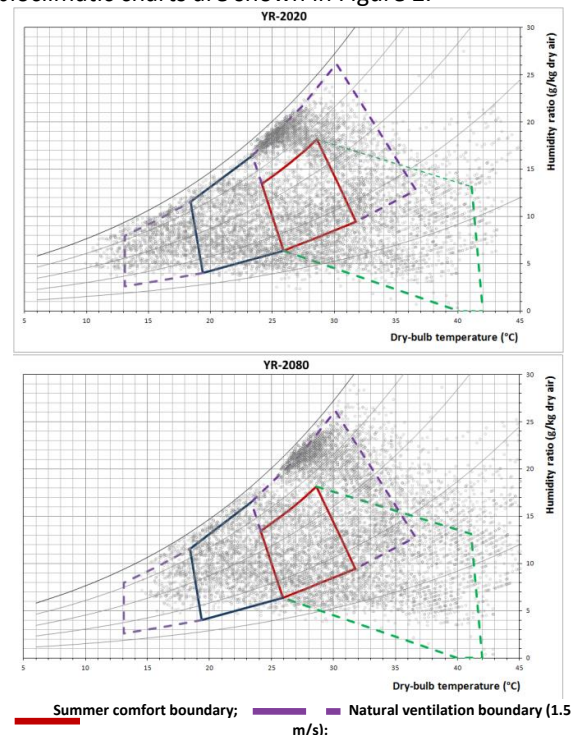 bioclimatic charts are shown in Figure 2.
YR-2020
30
25
20
15
10
5
0
Humidity ratio (g/kg dry air)
Dry-bulb temperature (°C)
5 10 15 20 25 30 35 40 45
YR-2080
30
25
20
15
10
5
0
Humidity ratio (g/kg dry air)
Dry-bulb temperature (°C)
5 10 15 20 25 30 35 40 45
Summer comfort boundary; Natural ventilation boundary (1.5
m/s);